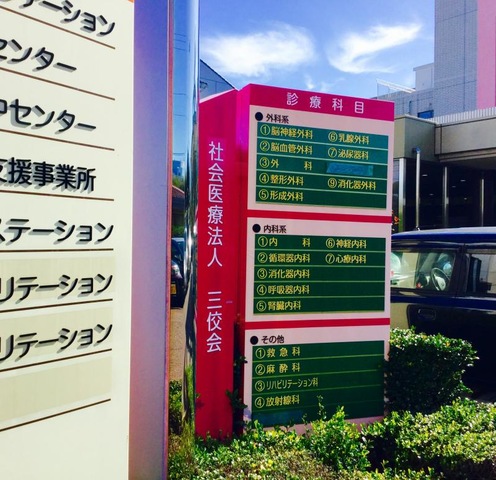 テーション
センター
センター
支援事業所
ステーション
リテーション
リテーション
社会医療法人 三佼会
診療科目
●外科系
①脳神経外科 ⑥乳腺外科
②脳血管外科 ⑦泌尿器科
③外 科
④整形外科 ⑨消化器外科
⑤形成外科
●内科系
①内 科 ⑥神経内科
②循環器内科 ⑦心療内科
③消化器内科
④呼吸器内科
⑤腎臓内科
●その他
①救急科
②麻酔科
③リハビリテーション科
④放射線科